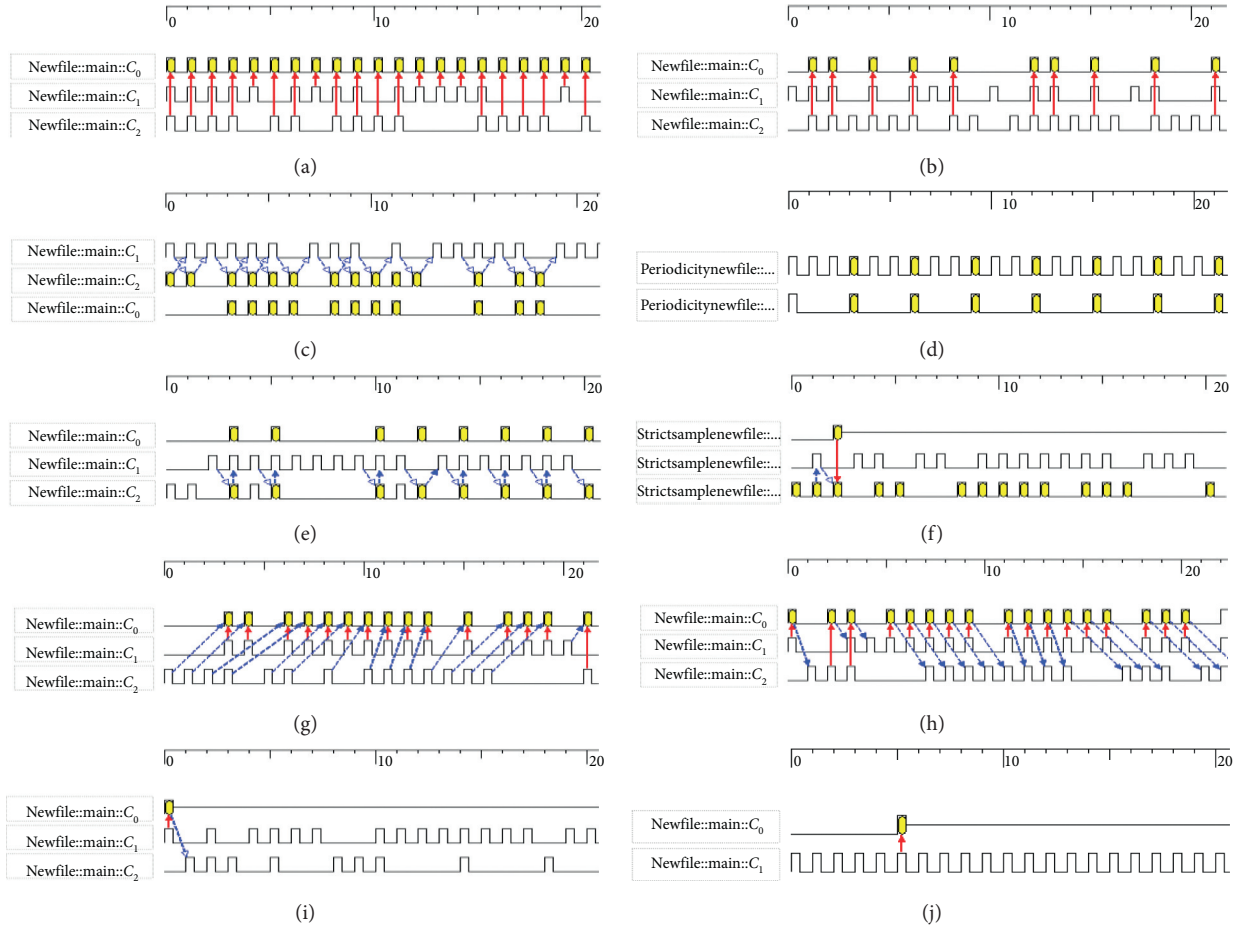 0 10 20
Newfile::main::C0
Newfile::main::C1
Newfile::main::C2
(a)
0 10 20
Newfile::main::C0
Newfile::main::C1
Newfile::main::C2
(b)
0 10 20
Newfile::main::C1
Newfile::main::C2
Newfile::main::C0
(c)
0 10 20
Periodicitynewfile::...
Periodicitynewfile::...
(d)
0 10 20
Newfile::main::C0
Newfile::main::C1
Newfile::main::C2
(e)
0 10 20
Strictsamplenewfile::...
Strictsamplenewfile::...
Strictsamplenewfile::...
(f)
0 10 20
Newfile::main::C0
Newfile::main::C1
Newfile::main::C2
(g)
0 10 20
Newfile::main::C0
Newfile::main::C1
Newfile::main::C2
(h)
0 10 20
Newfile::main::C0
Newfile::main::C1
Newfile::main::C2
(i)
0 10 20
Newfile::main::C0
Newfile::main::C1
(j)